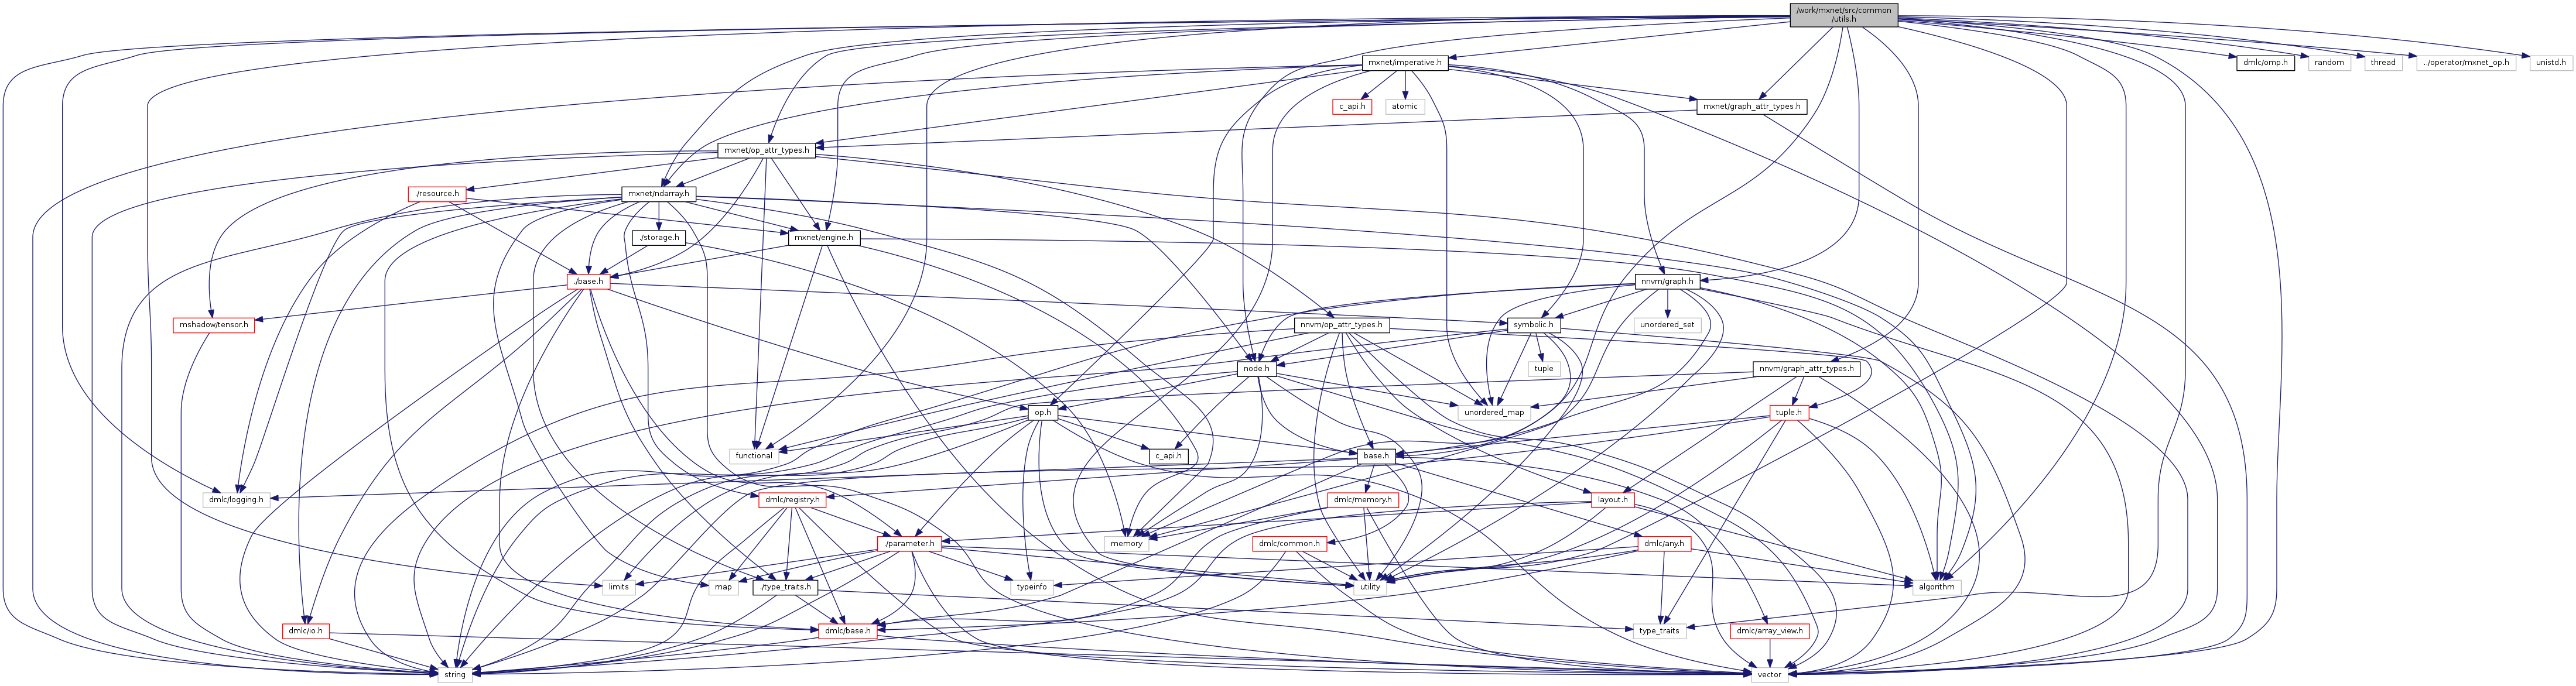 /work/mxnet/src/common
/utils.h
mxnet/imperative.h
dmlc/omp.h
random
thread
../operator/mxnet_op.h
unistd.h
c_api.h
atomic
mxnet/graph_attr_types.h
mxnet/op_attr_types.h
./resource.h
mxnet/ndarray.h
./storage.h
mxnet/engine.h
./base.h
nnvm/graph.h
mshadow/tensor.h
nnvm/op_attr_types.h
symbolic.h
unordered_set
node.h
tuple
nnvm/graph_attr_types.h
op.h
unordered_map
tuple.h
functional
c_api.h
base.h
dmlc/logging.h
dmlc/registry.h
dmlc/memory.h
layout.h
./parameter.h
memory
dmlc/common.h
dmlc/any.h
limits
map
./type_traits.h
typeinfo
utility
algorithm
dmlc/io.h
dmlc/base.h
type_traits
dmlc/array_view.h
string
vector